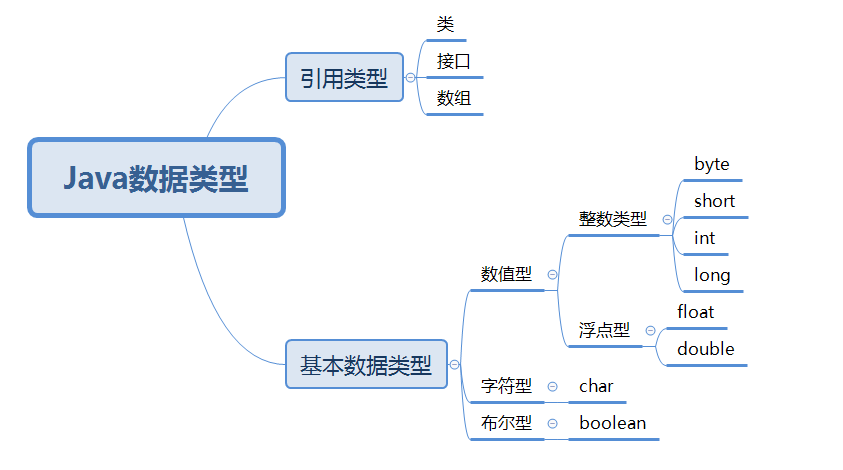 Java数据类型
引用类型
类
接口
数组
基本数据类型
数值型
整数类型
byte
short
int
long
浮点型
float
double
字符型
char
布尔型
boolean